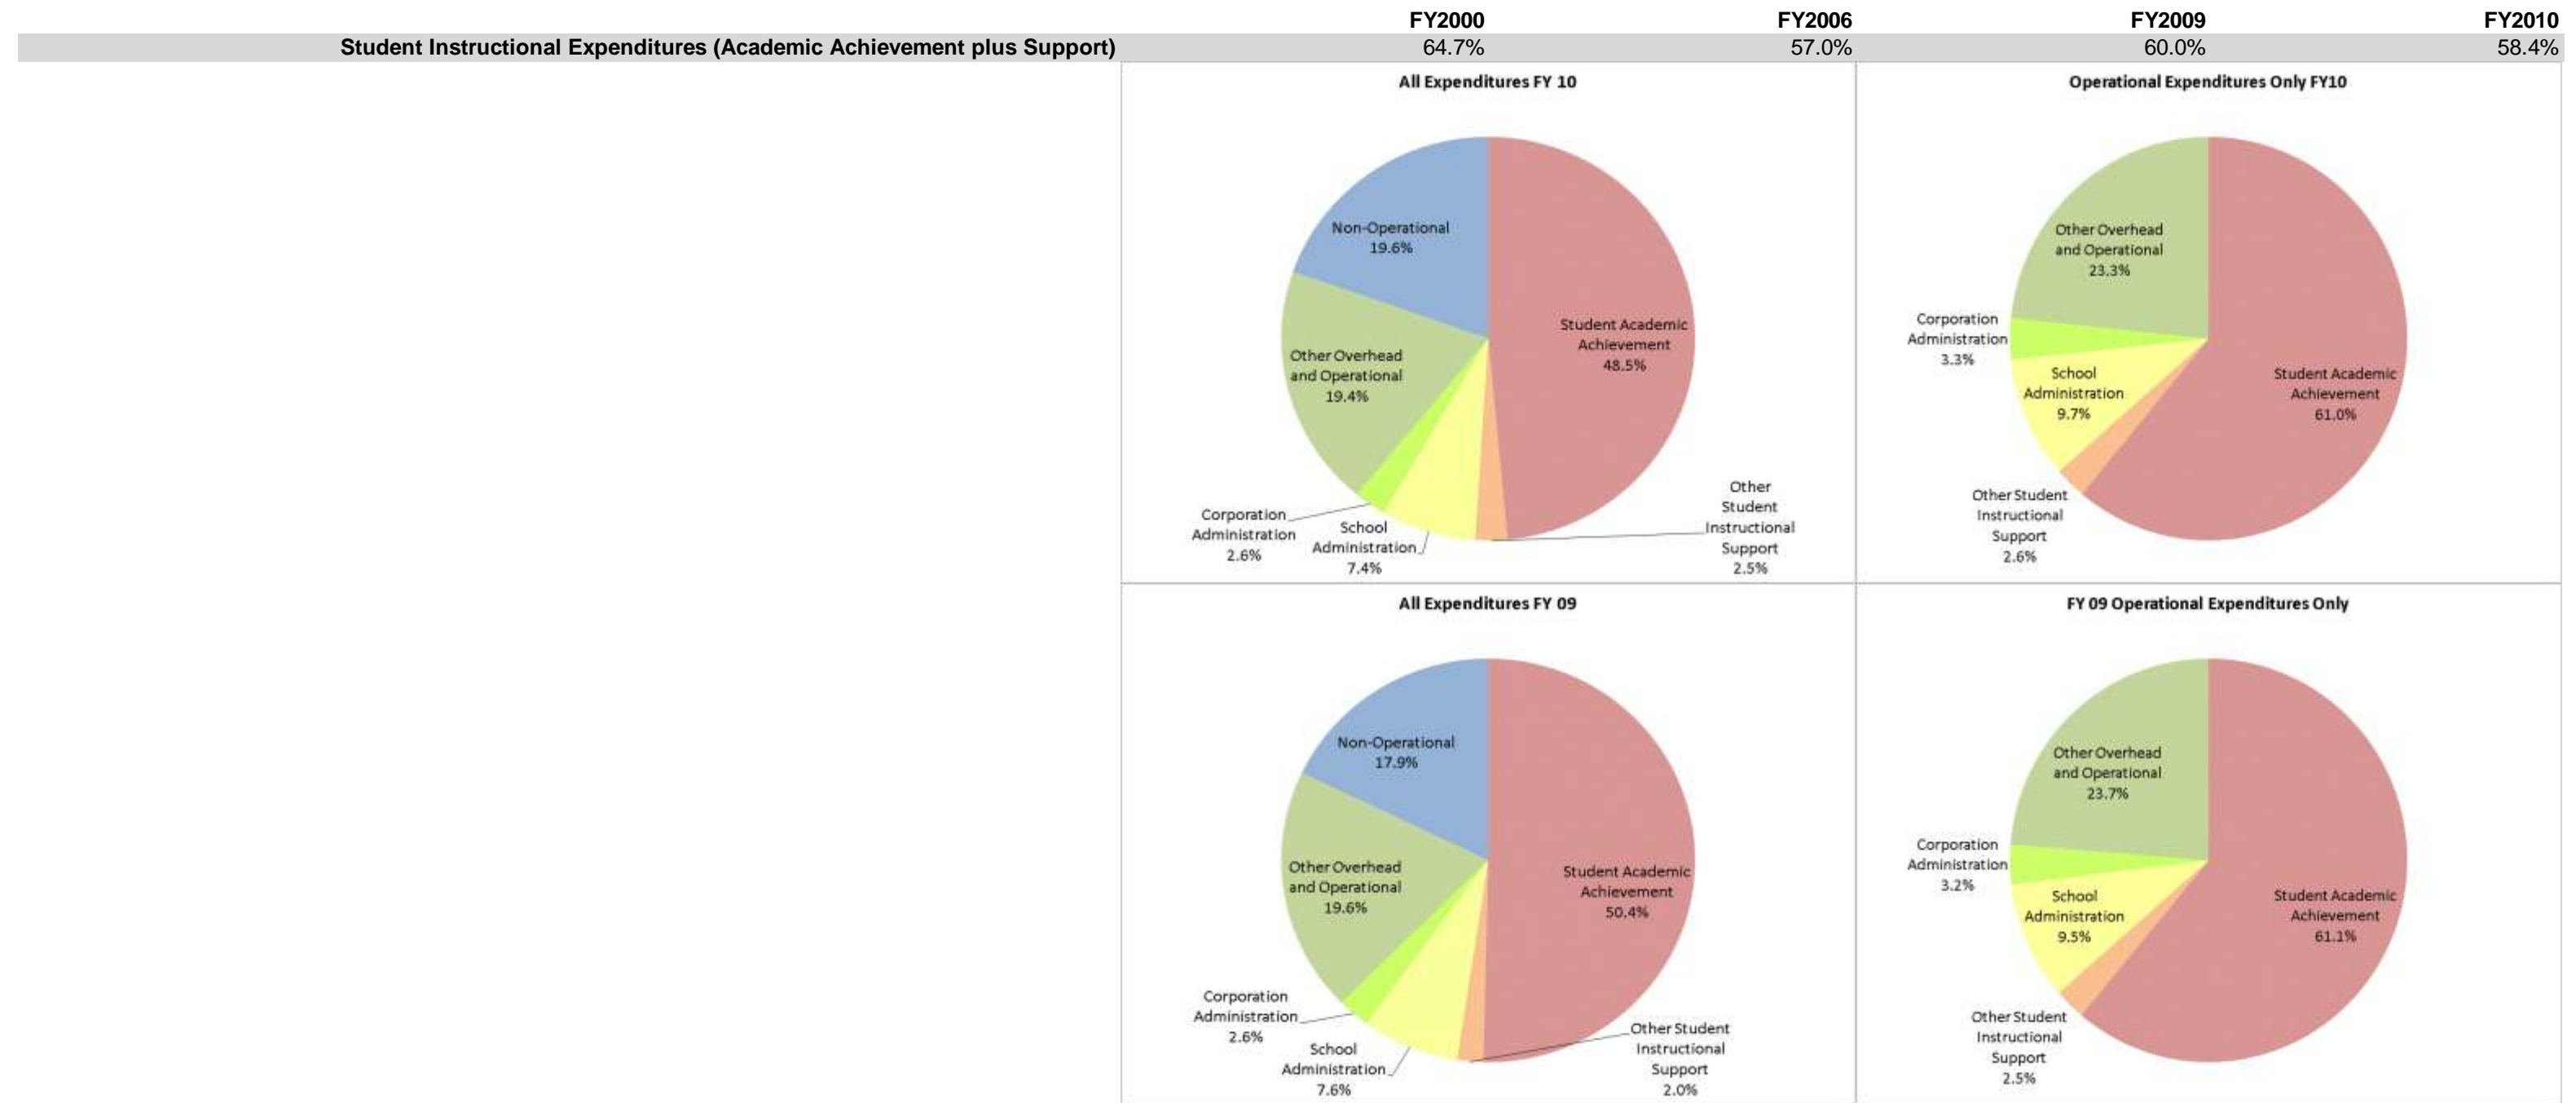 FY2000 FY2006 FY2009 FY2010
Student Instructional Expenditures (Academic Achievement plus Support) 64.7% 57.0% 60.0% 58.4%
All Expenditures FY 10
Non-Operational
19.6%
Student Academic
Achievement
48.5%
Other Overhead
and Operational
19.4%
Corporation
Administration
2.6%
School
Administration
7.4%
Other
Student
Instructional
Support
2.5%
Operational Expenditures Only FY10
Other Overhead
and Operational
23.3%
Corporation
Administration
3.3%
School
Administration
9.7%
Student Academic
Achievement
61.0%
Other Student
Instructional
Support
2.6%
All Expenditures FY 09
Non-Operational
17.9%
Student Academic
Achievement
50.4%
Other Overhead
and Operational
19.6%
Corporation
Administration
2.6%
School
Administration
7.6%
Other Student
Instructional
Support
2.0%
FY 09 Operational Expenditures Only
Other Overhead
and Operational
23.7%
Corporation
Administration
3.2%
School
Administration
9.5%
Student Academic
Achievement
61.1%
Other Student
Instructional
Support
2.5%